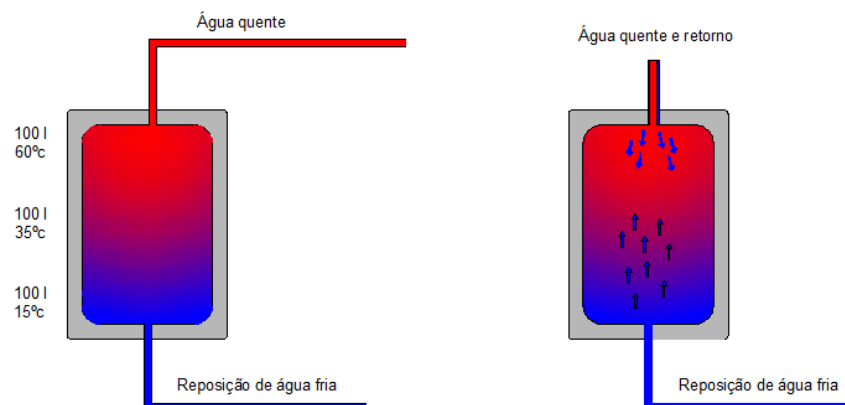 Água quente
100 l
60ºc
100 l
35ºc
100 l
15ºc
Reposição de água fria
Água quente e retorno
Reposição de água fria